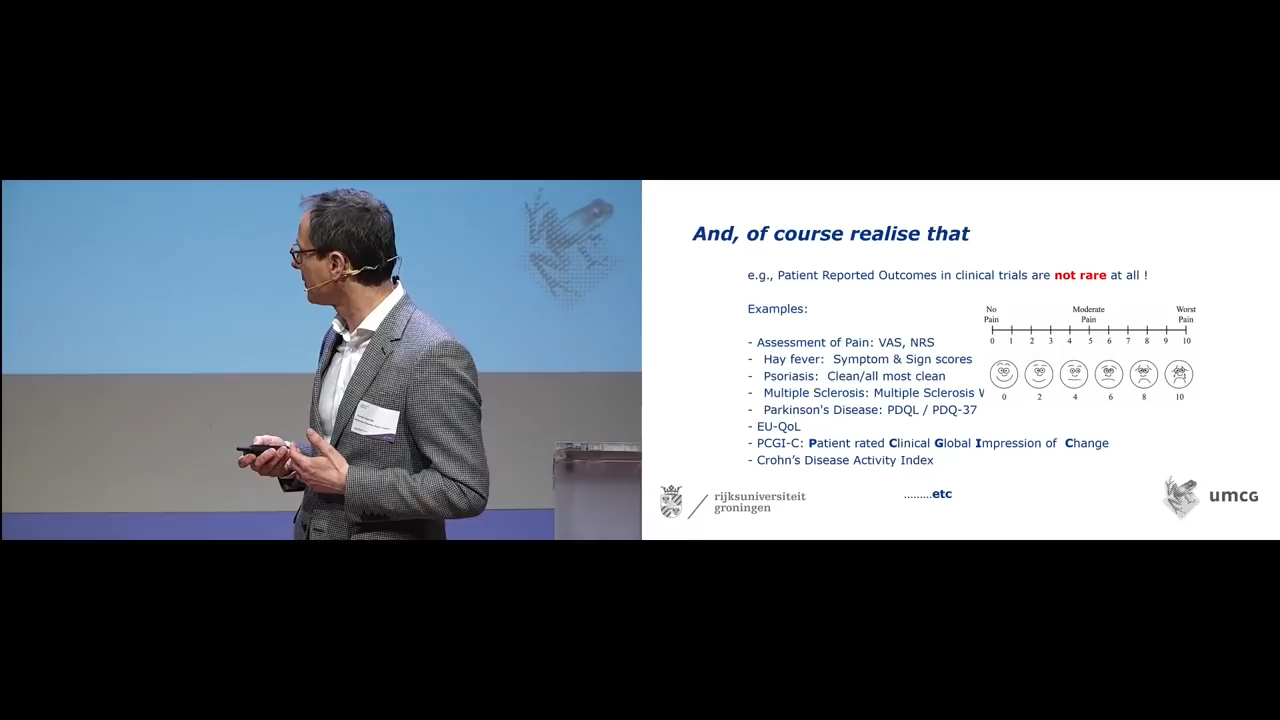 And, of course realise that
e.g., Patient Reported Outcomes in clinical trials are not rare at all !
Examples:
No Pain
Moderate Pain
Worst Pain
0 1 2 3 4 5 6 7 8 9 10
- Assessment of Pain: VAS, NRS
- Hay fever: Symptom & Sign scores
- Psoriasis: Clean/all most clean
- Multiple Sclerosis: Multiple Sclerosis
0 2 4 6 8 10
- Parkinson's Disease: PDQL / PDQ-37
- EU-QoL
- PCGI-C: Patient rated Clinical Global Impression of Change
- Crohn's Disease Activity Index
.........etc
rijksuniversiteit
groningen
umcg